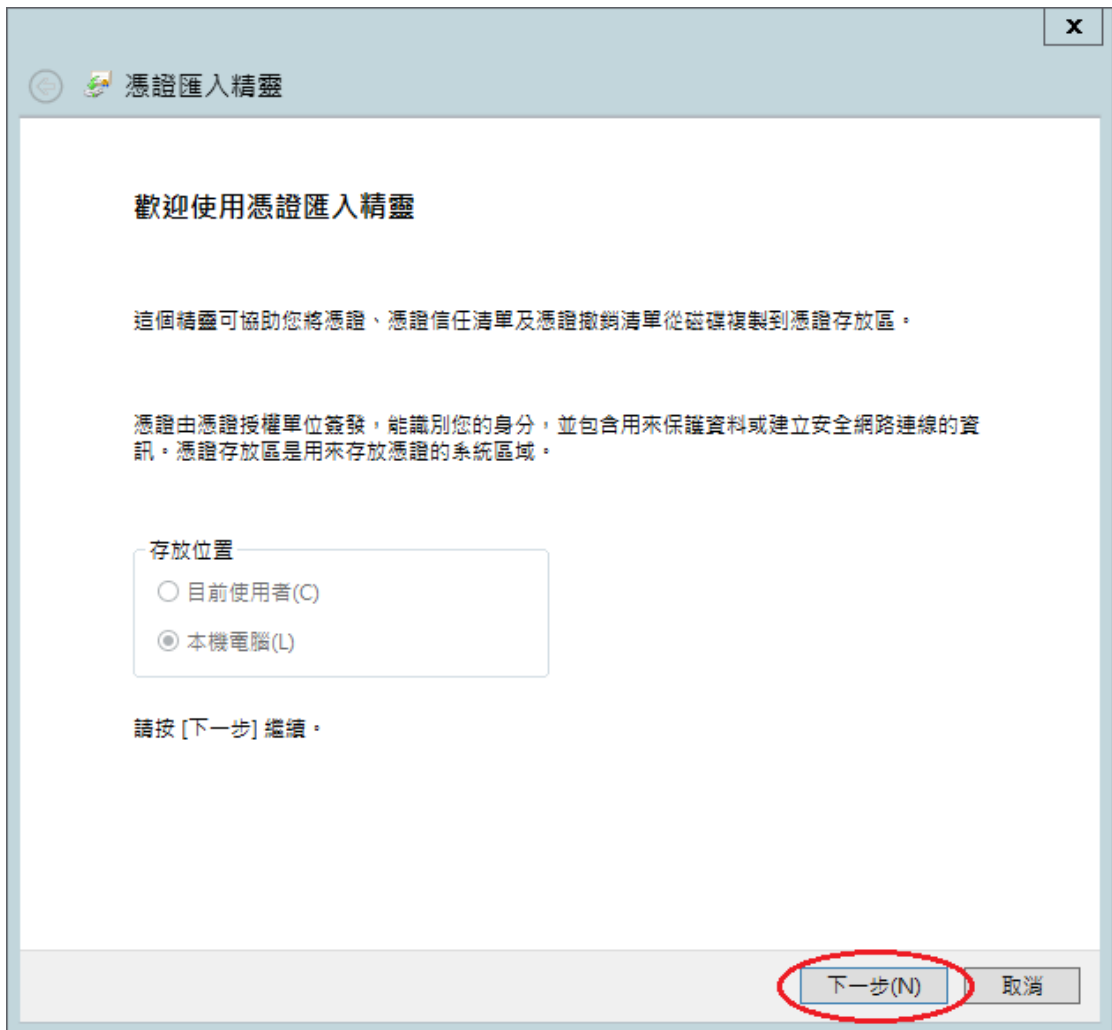 x
憑證匯入精靈
歡迎使用憑證匯入精靈
這個精靈可協助您將憑證、憑證信任清單及憑證撤銷清單從磁碟複製到憑證存放區。
憑證由憑證授權單位簽發，能識別您的身分，並包含用來保護資料或建立安全網路連線的資
訊。憑證存放區是用來存放憑證的系統區域。
存放位置
目前使用者(C)
本機電腦(L)
請按 [下一步] 繼續。
下一步(N)
取消